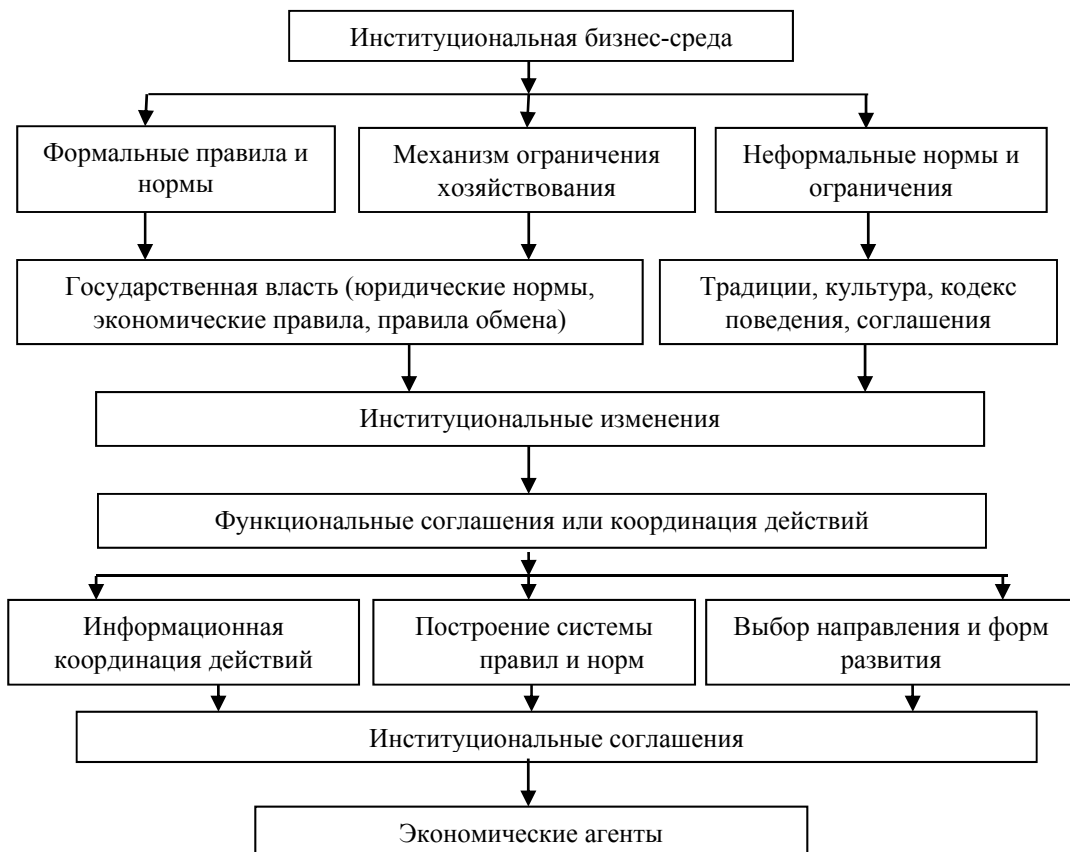 Институциональная бизнес-среда
Формальные правила и
нормы
Механизм ограничения
хозяйствования
Неформальные нормы и
ограничения
Государственная власть (юридические нормы,
экономические правила, правила обмена)
Традиции, культура, кодекс
поведения, соглашения
Институциональные изменения
Функциональные соглашения или координация действий
Информационная
координация действий
Построение системы
правил и норм
Выбор направления и форм
развития
Институциональные соглашения
Экономические агенты